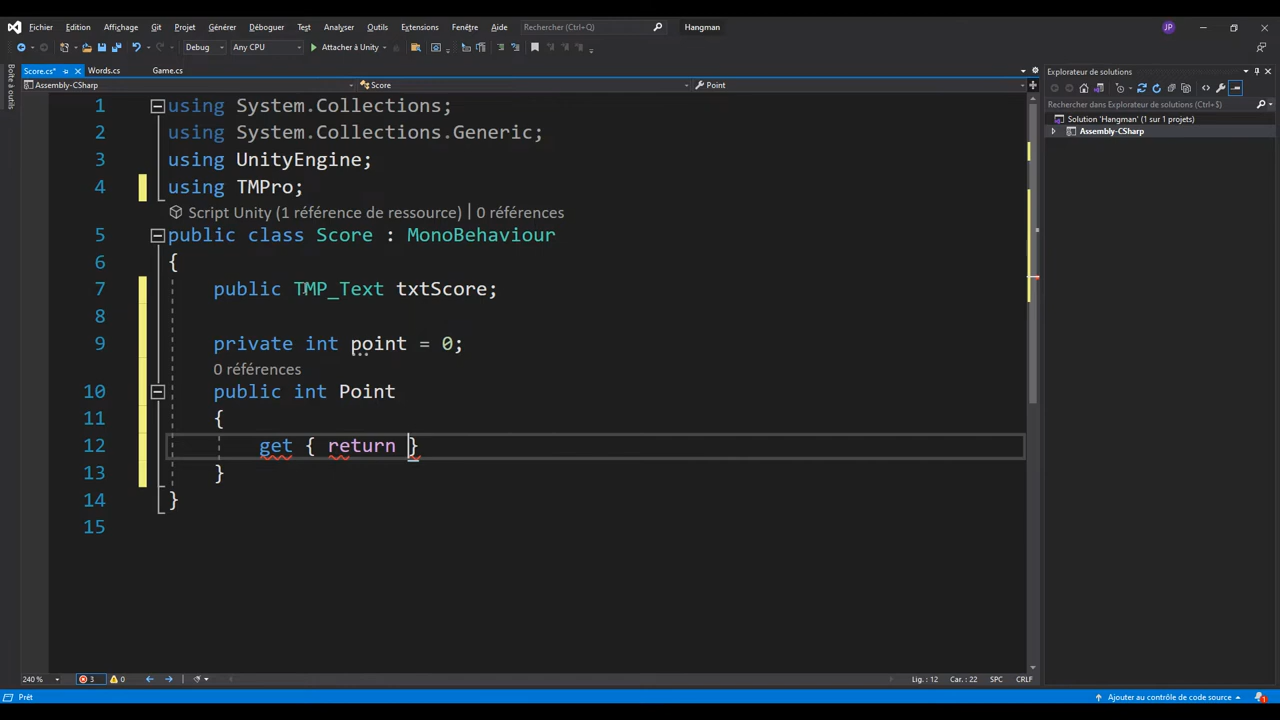 Fichier Edition Affichage Git Projet Générer Déboguer Test Analyser Outils Extensions Fenêtre Aide Rechercher (Ctrl+Q) Hangman JP
Debug Any CPU Attacher à Unity
Boîte à outils
Score.cs* Words.cs Game.cs
Assembly-CSharp Score Point
1 using System.Collections;
2 using System.Collections.Generic;
3 using UnityEngine;
4 using TMPro;
Script Unity (1 référence de ressource) | 0 références
5 public class Score : MonoBehaviour
6 {
7 public TMP_Text txtScore;
8
9 private int point = 0;
0 références
10 public int Point
11 {
12 get { return }
13 }
14 }
15
Explorateur de solutions
Rechercher dans Explorateur de solutions (Ctrl+$)
Solution 'Hangman' (1 sur 1 projets)
Assembly-CSharp
240 % 3 0 Lig. : 12 Car. : 22 SPC CRLF
Prêt Ajouter au contrôle de code source 1